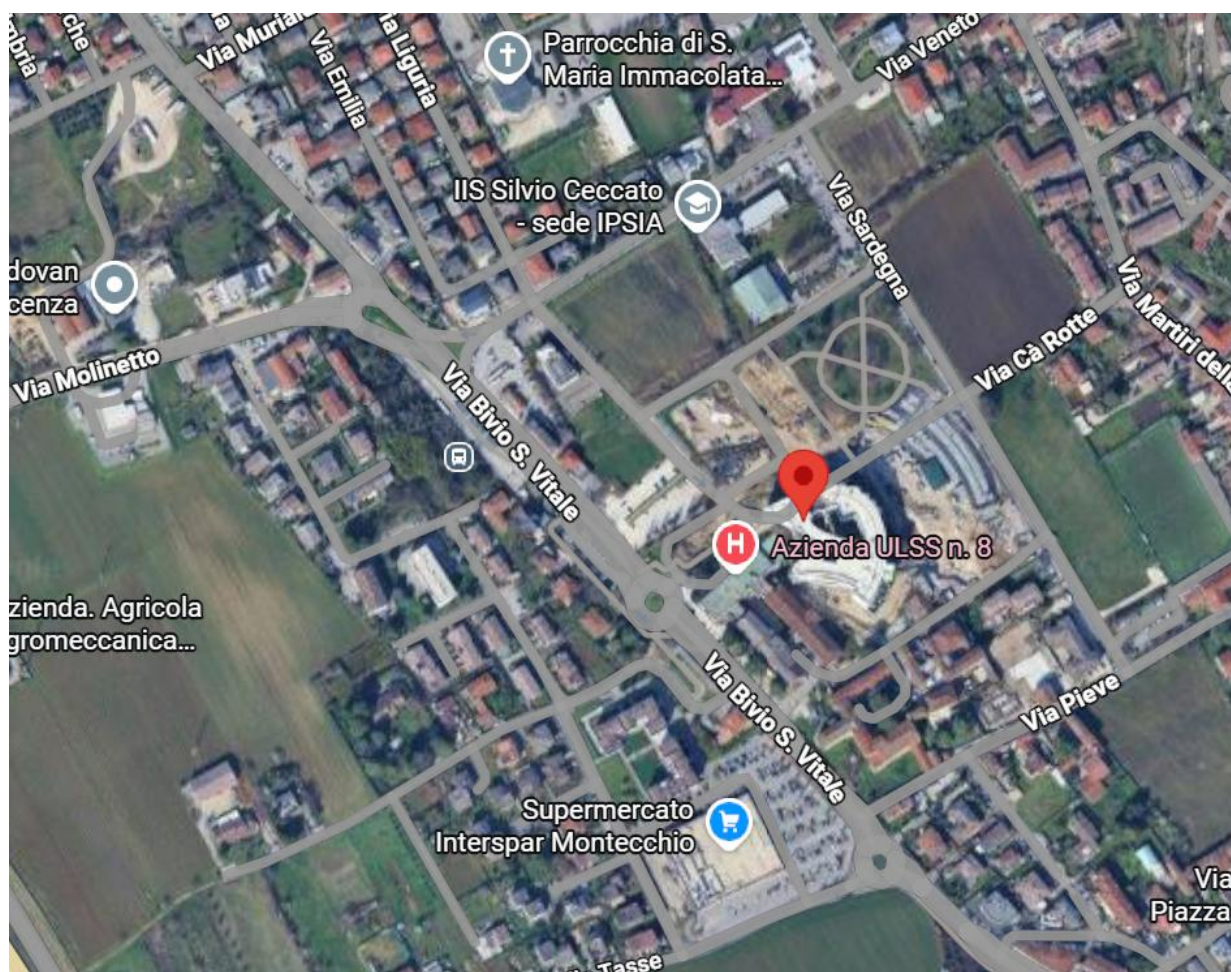 Via Muriald
Via Emilia
Via Liguria
Parrocchia di S.
Maria Immacolata...
Via Veneto
IIS Silvio Ceccato
- sede IPSIA
Via Sardegna
dovan
cenza
Via Molinetto
Via Bivio S. Vitale
Via Cà Rotte
Via Martiri dell
Azienda ULSS n. 8
zienda. Agricola
gromeccanica...
Via Bivio S. Vitale
Via Pieve
Supermercato
Interspar Montecchio
Via
Piazza
Tasse